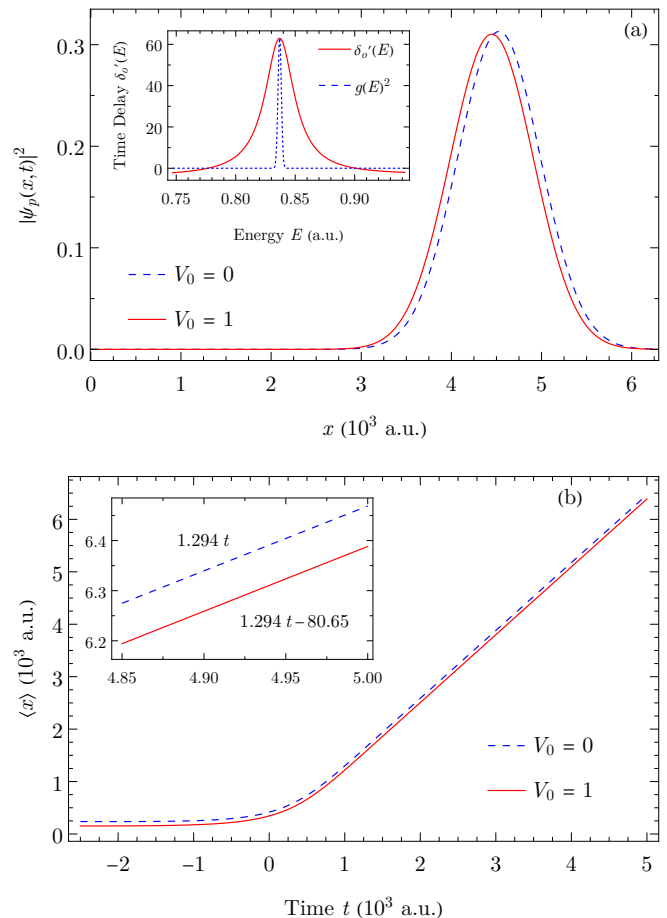 (a)
0.3
0.2
0.1
0.0
|ψp(x,t)|²
60
40
20
0
Time Delay δo′(E)
δo′(E)
g(E)²
0.75 0.80 0.85 0.90
Energy E (a.u.)
V₀ = 0
V₀ = 1
0 1 2 3 4 5 6
x (10³ a.u.)
(b)
6
5
4
3
2
1
0
⟨x⟩ (10³ a.u.)
6.4
6.3
6.2
1.294 t
1.294 t−80.65
4.85 4.90 4.95 5.00
V₀ = 0
V₀ = 1
−2 −1 0 1 2 3 4 5
Time t (10³ a.u.)